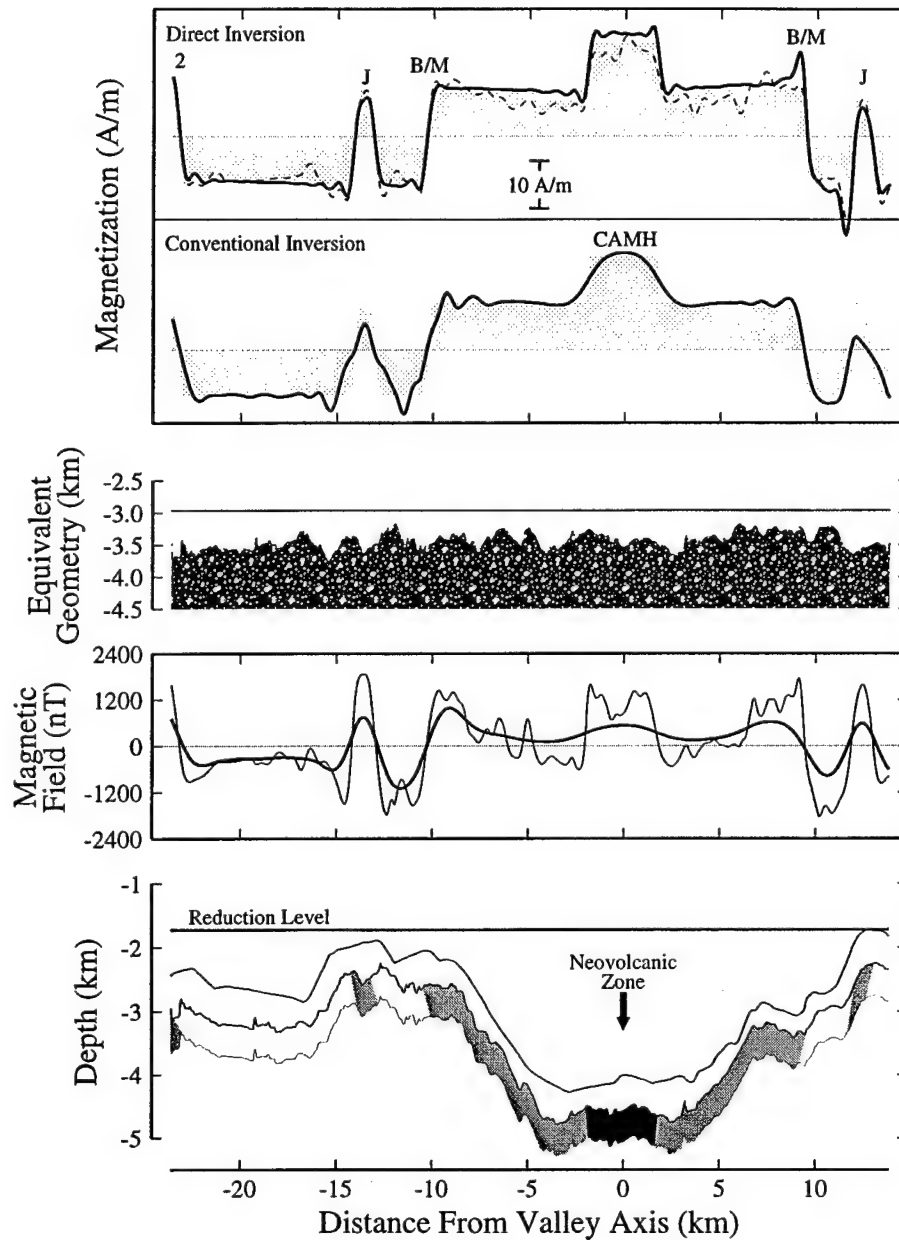 Direct Inversion
2
J
B/M
B/M
J
10 A/m
Magnetization (A/m)
Conventional Inversion
CAMH
Equivalent
Geometry (km)
-2.5
-3.0
-3.5
-4.0
-4.5
Magnetic
Field (nT)
2400
1200
0
-1200
-2400
Depth (km)
-1
-2
-3
-4
-5
Reduction Level
Neovolcanic
Zone
-20
-15
-10
-5
0
5
10
Distance From Valley Axis (km)